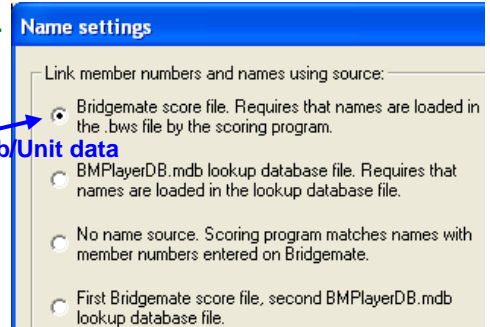 Name settings
Link member numbers and names using source:
Bridgemate score file. Requires that names are loaded in
the .bws file by the scoring program.
b/Unit data
BMPlayerDB.mdb lookup database file. Requires that
names are loaded in the lookup database file.
No name source. Scoring program matches names with
member numbers entered on Bridgemate.
First Bridgemate score file, second BMPlayerDB.mdb
lookup database file.